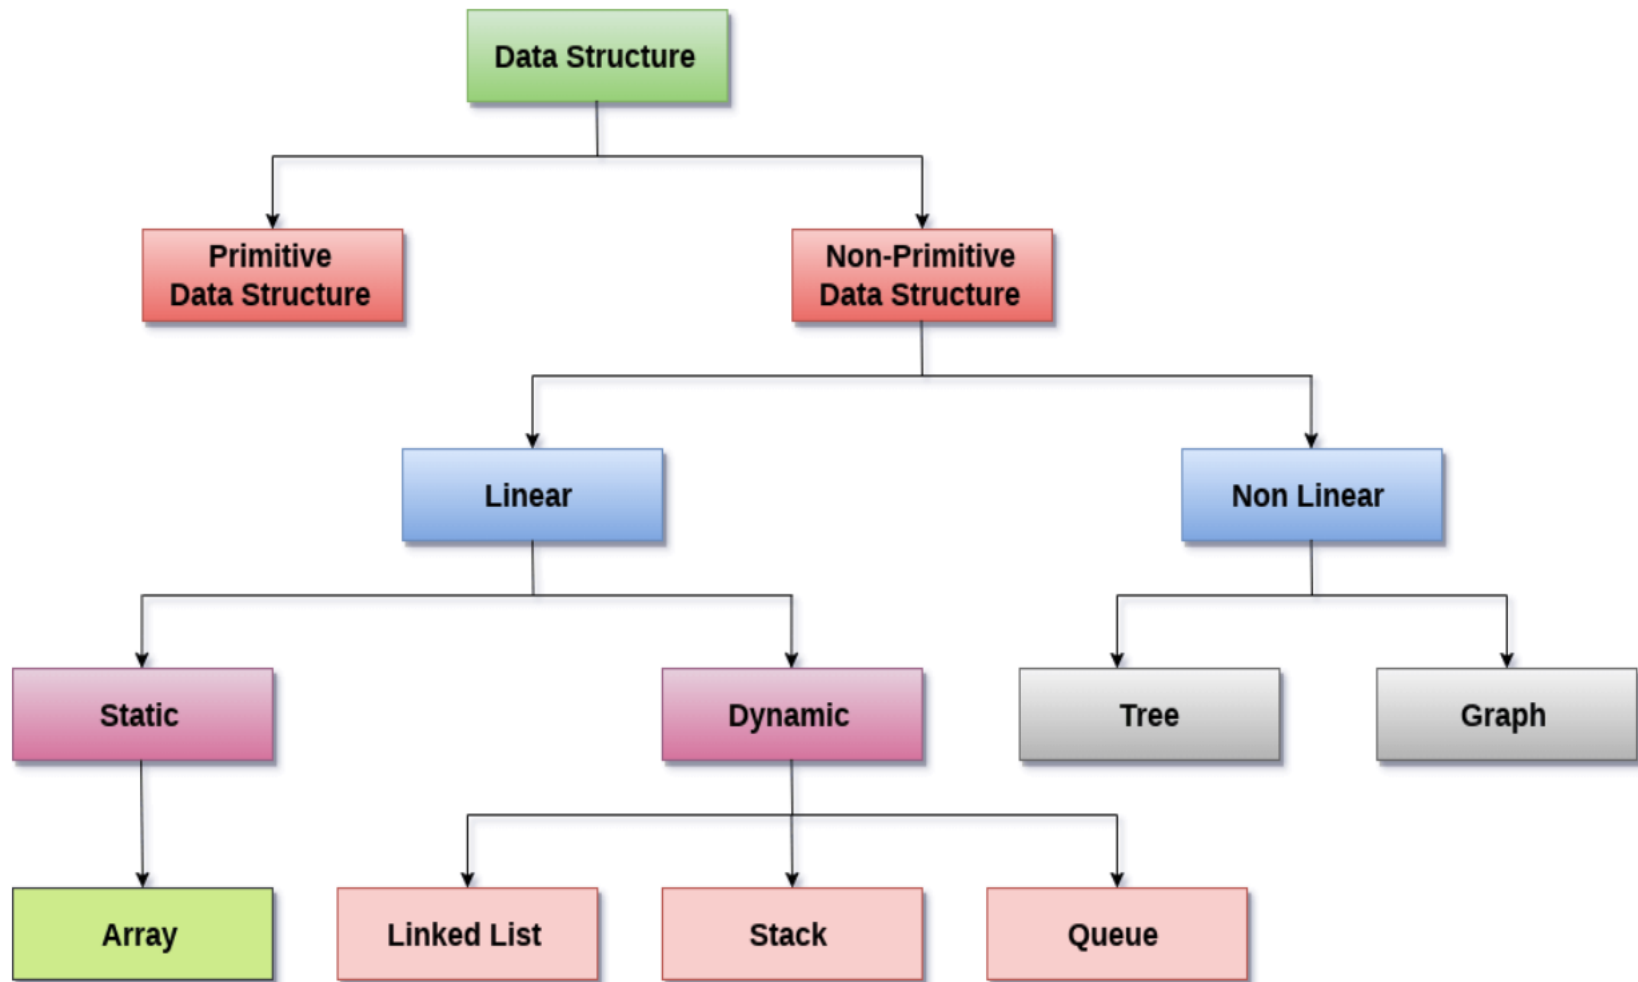 Data Structure
Primitive
Data Structure
Non-Primitive
Data Structure
Linear
Non Linear
Static
Dynamic
Tree
Graph
Array
Linked List
Stack
Queue